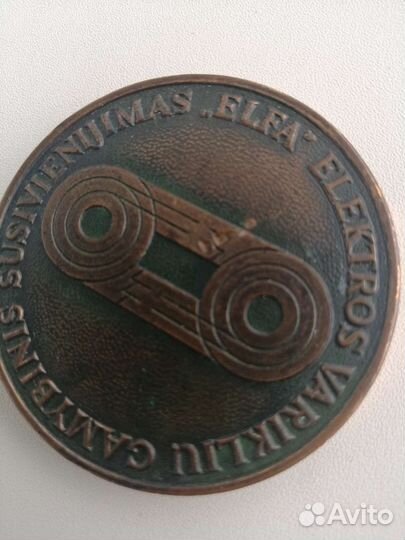 ELEKTROS VARIKLIŲ GAMYBINIS SUSIVIENIJIMAS „ELFA“
Avito